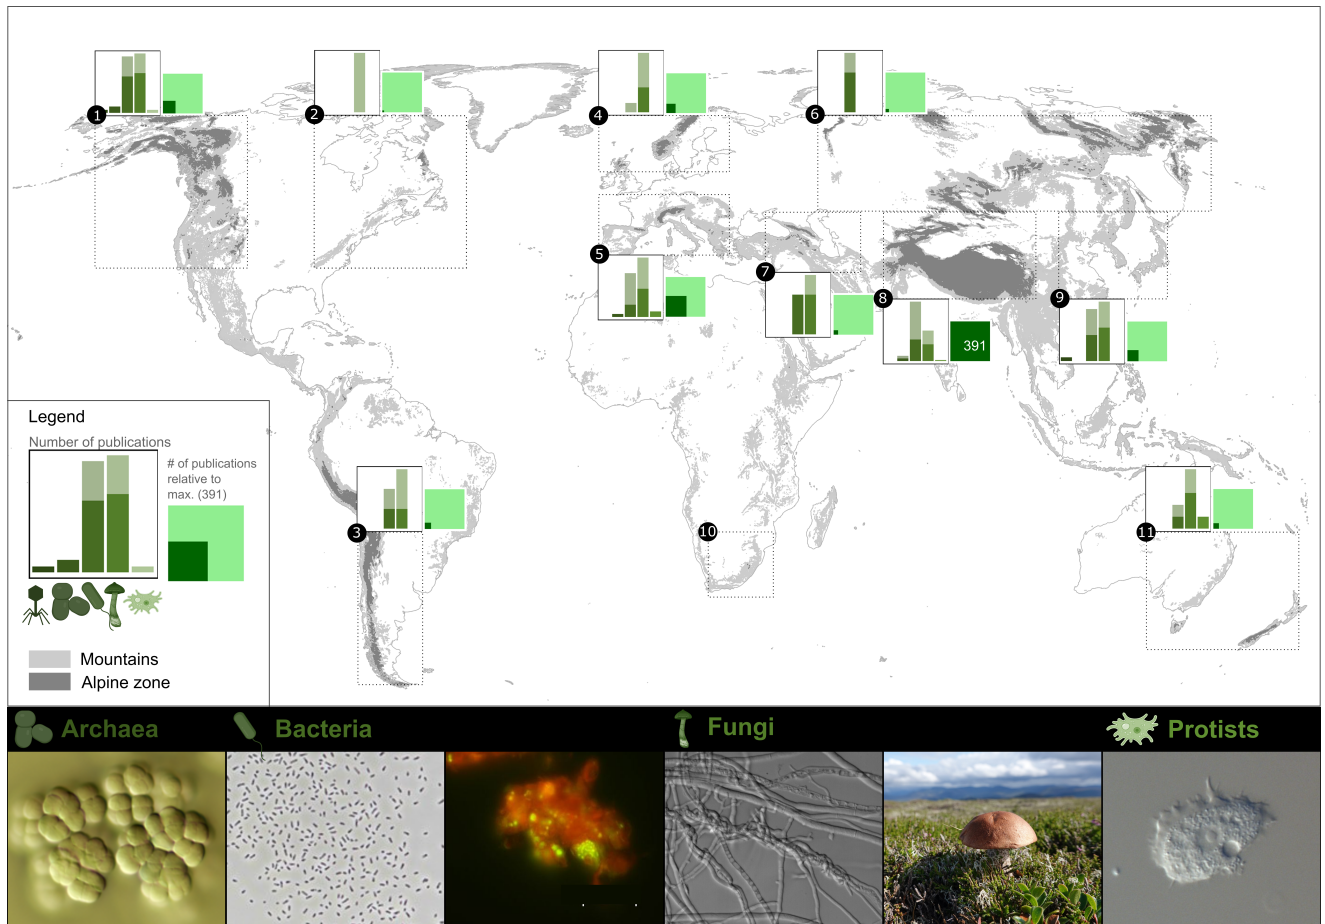 1
2
4
6
5
7
8
9
391
Legend
Number of publications
# of publications
relative to
max. (391)
3
10
11
Mountains
Alpine zone
Archaea
Bacteria
Fungi
Protists